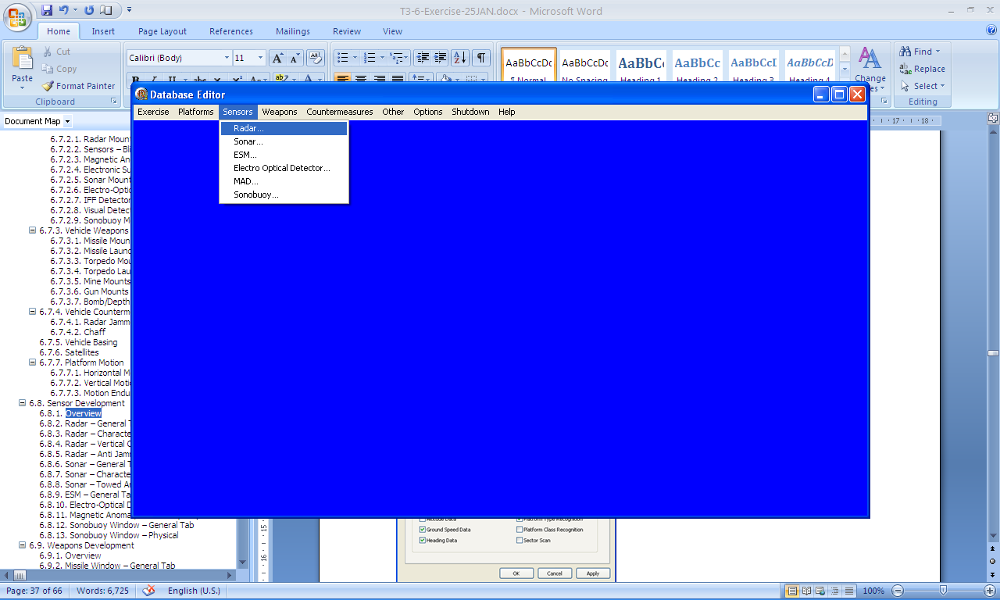 T3-6-Exercise-25JAN.docx - Microsoft Word
Home Insert Page Layout References Mailings Review View
Paste
Cut
Copy
Format Painter
Clipboard
Calibri (Body) 11
AaBbCcDc AaBbCcDc AaBbC AaBbCc AaBbCcI AaBbCcD
¶ Normal No Spacing Heading 1 Heading 2 Heading 3 Heading 4
Change
Find
Replace
Select
Editing
Document Map
Database Editor
Exercise Platforms Sensors Weapons Countermeasures Other Options Shutdown Help
Radar...
Sonar...
ESM...
Electro Optical Detector...
MAD...
Sonobuoy...
6.7.2.1. Radar Moun
6.7.2.2. Sensors – Bli
6.7.2.3. Magnetic An
6.7.2.4. Electronic Su
6.7.2.5. Sonar Mount
6.7.2.6. Electro-Optic
6.7.2.7. IFF Detector
6.7.2.8. Visual Detec
6.7.2.9. Sonobuoy M
6.7.3. Vehicle Weapons
6.7.3.1. Missile Moun
6.7.3.2. Missile Launc
6.7.3.3. Torpedo Mou
6.7.3.4. Torpedo Lau
6.7.3.5. Mine Mounts
6.7.3.6. Gun Mounts
6.7.3.7. Bomb/Depth
6.7.4. Vehicle Counterm
6.7.4.1. Radar Jamm
6.7.4.2. Chaff
6.7.5. Vehicle Basing
6.7.6. Satellites
6.7.7. Platform Motion
6.7.7.1. Horizontal M
6.7.7.2. Vertical Motio
6.7.7.3. Motion Endu
6.8. Sensor Development
6.8.1. Overview
6.8.2. Radar – General T
6.8.3. Radar – Characte
6.8.4. Radar – Vertical C
6.8.5. Radar – Anti Jamm
6.8.6. Sonar – General T
6.8.7. Sonar – Characte
6.8.8. Sonar – Towed Ar
6.8.9. ESM – General Ta
6.8.10. Electro-Optical D
6.8.11. Magnetic Anoma
6.8.12. Sonobuoy Window – General Tab
6.8.13. Sonobuoy Window – Physical
6.9. Weapons Development
6.9.1. Overview
6.9.2. Missile Window – General Tab
17 18
15
16
Altitude Data Platform Type Recognition
Ground Speed Data Platform Class Recognition
Heading Data Sector Scan
OK Cancel Apply
Page: 37 of 66 Words: 6,725 English (U.S.) 100%